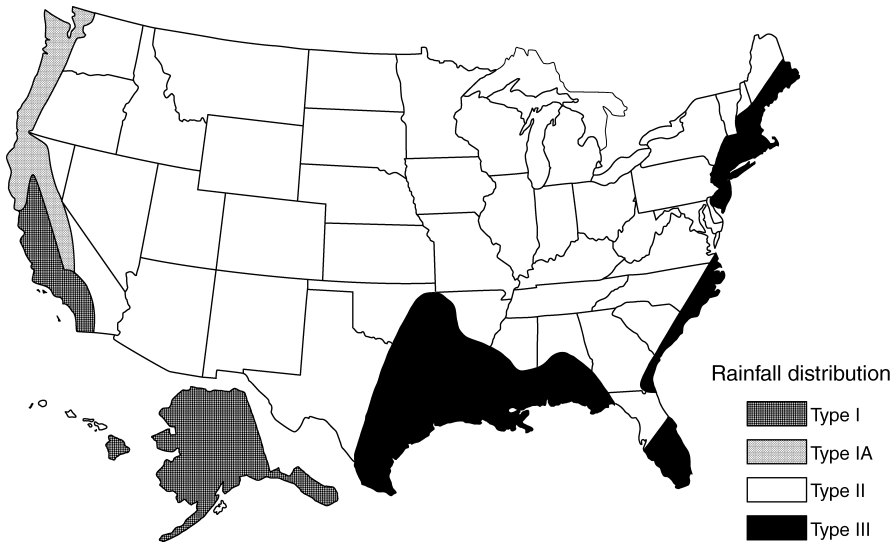 Rainfall distribution
Type I
Type IA
Type II
Type III